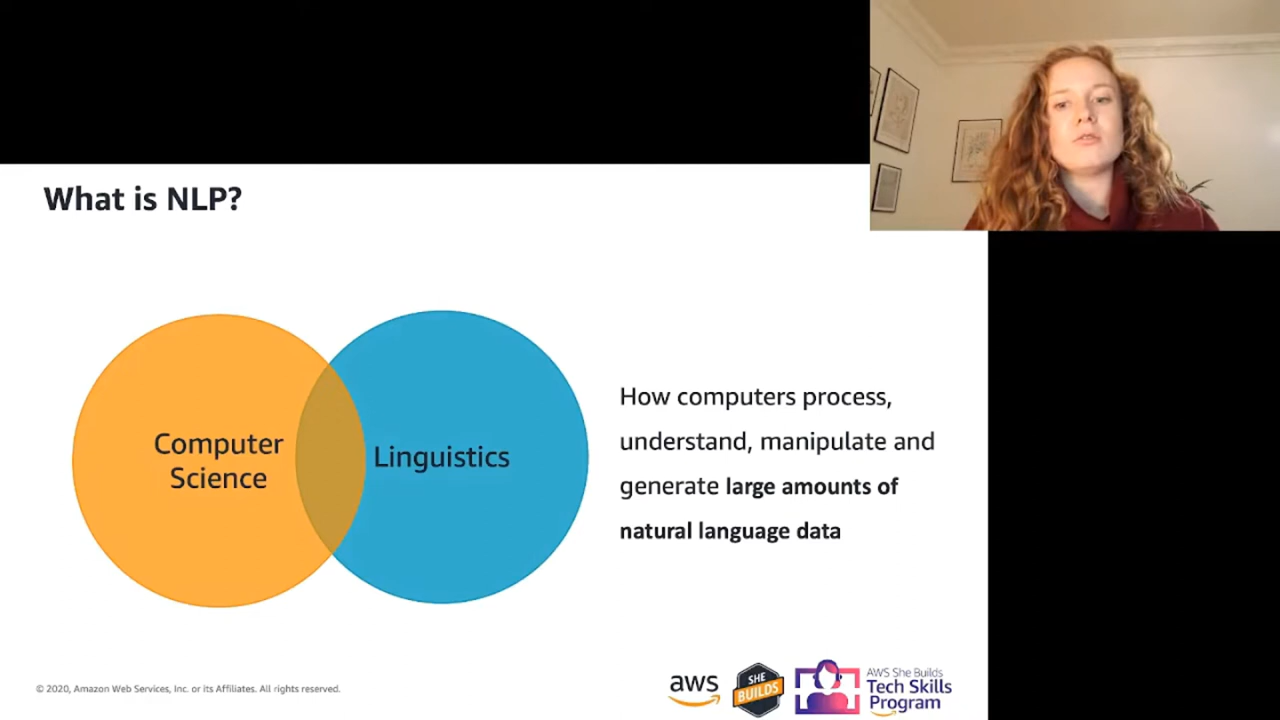 What is NLP?
Computer
Science
Linguistics
How computers process,
understand, manipulate and
generate large amounts of
natural language data
© 2020, Amazon Web Services, Inc. or its Affiliates. All rights reserved.
aws
SHE
BUILDS
AWS She Builds
Tech Skills
Program